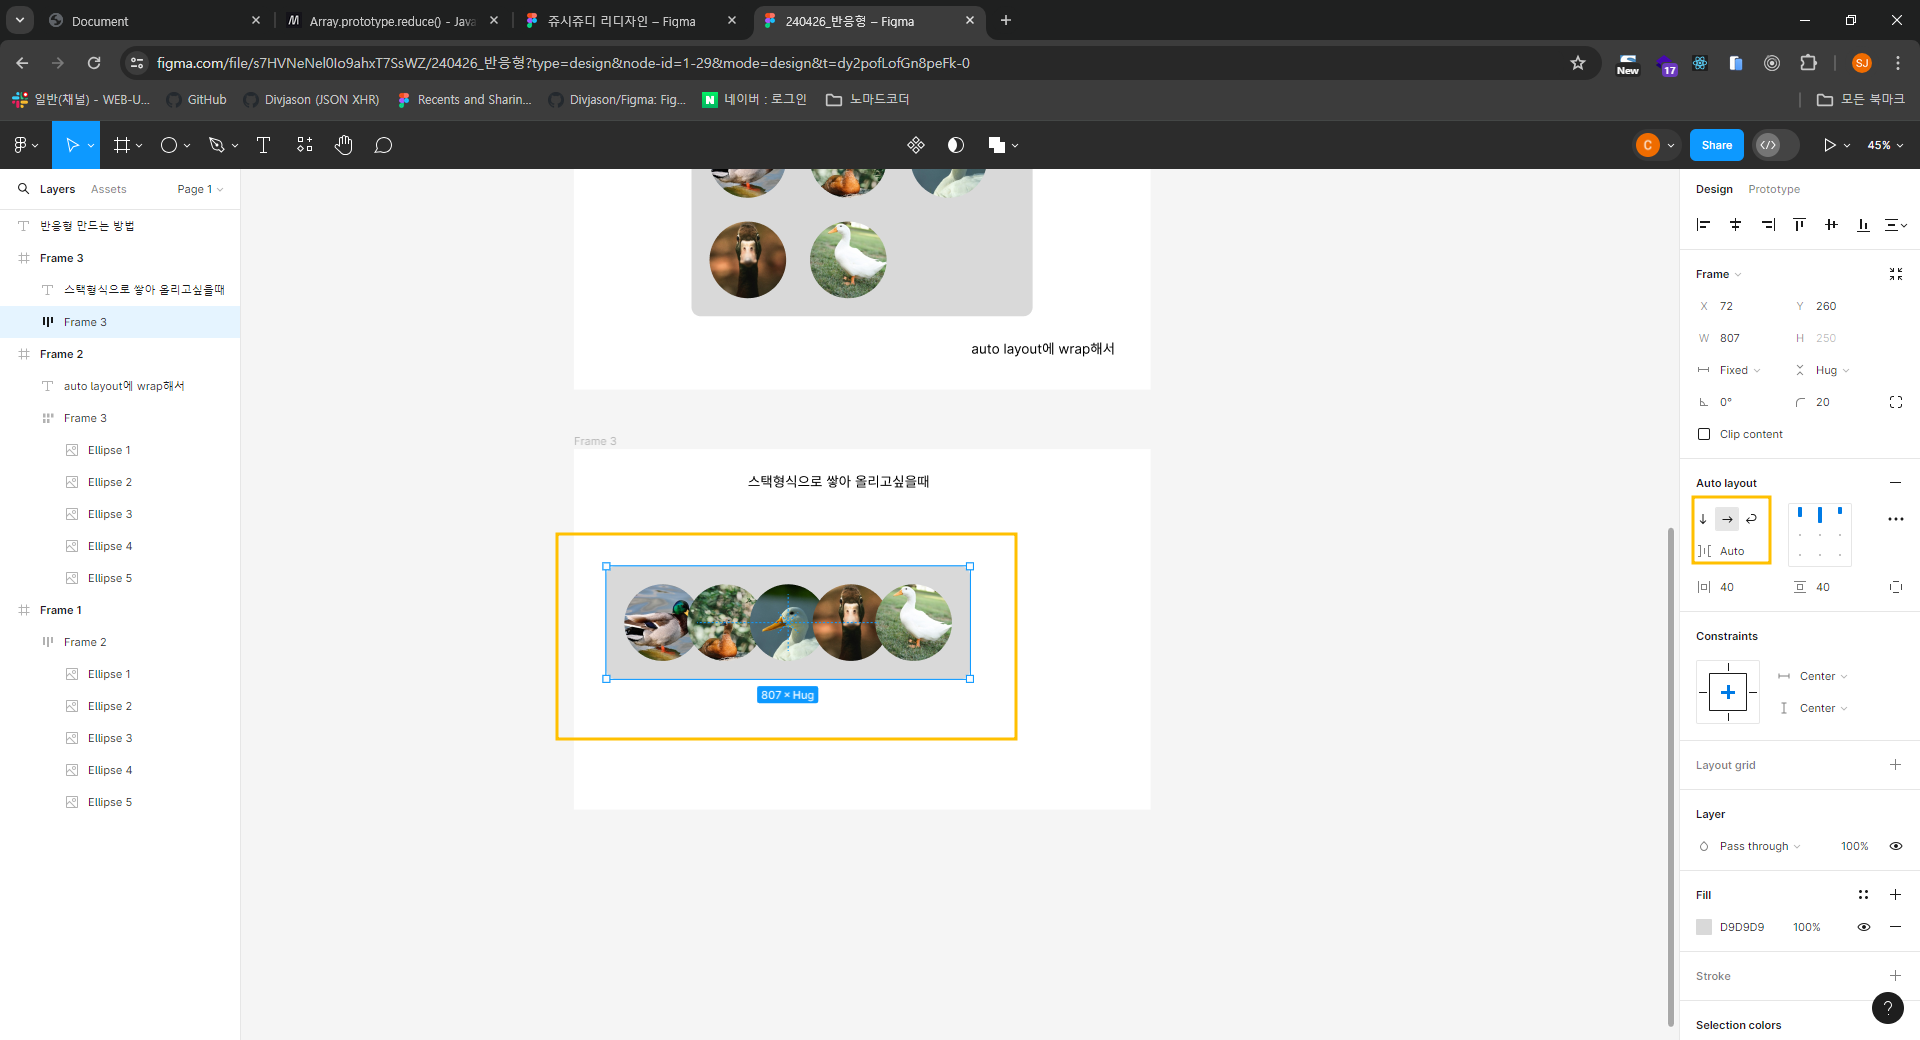 Document
Array.prototype.reduce() - Java
쥬시쥬디 리디자인 – Figma
240426_반응형 – Figma
figma.com/file/s7HVNeNel0Io9ahxT7SsWZ/240426_반응형?type=design&node-id=1-29&mode=design&t=dy2pofLofGn8peFk-0
New
17
SJ
일반(채널) - WEB-U...
GitHub
Divjason (JSON XHR)
Recents and Sharin...
Divjason/Figma: Fig...
N 네이버 : 로그인
노마드코더
모든 북마크
C
Share
45%
Layers
Assets
Page 1
반응형 만드는 방법
Frame 3
스택형식으로 쌓아 올리고싶을때
Frame 3
Frame 2
auto layout에 wrap해서
Frame 3
Ellipse 1
Ellipse 2
Ellipse 3
Ellipse 4
Ellipse 5
Frame 1
Frame 2
Ellipse 1
Ellipse 2
Ellipse 3
Ellipse 4
Ellipse 5
auto layout에 wrap해서
Frame 3
스택형식으로 쌓아 올리고싶을때
807 × Hug
Design
Prototype
Frame
X 72
Y 260
W 807
H 250
Fixed
Hug
0°
20
Clip content
Auto layout
Auto
40
40
Constraints
Center
Center
Layout grid
Layer
Pass through
100%
Fill
D9D9D9
100%
Stroke
?
Selection colors